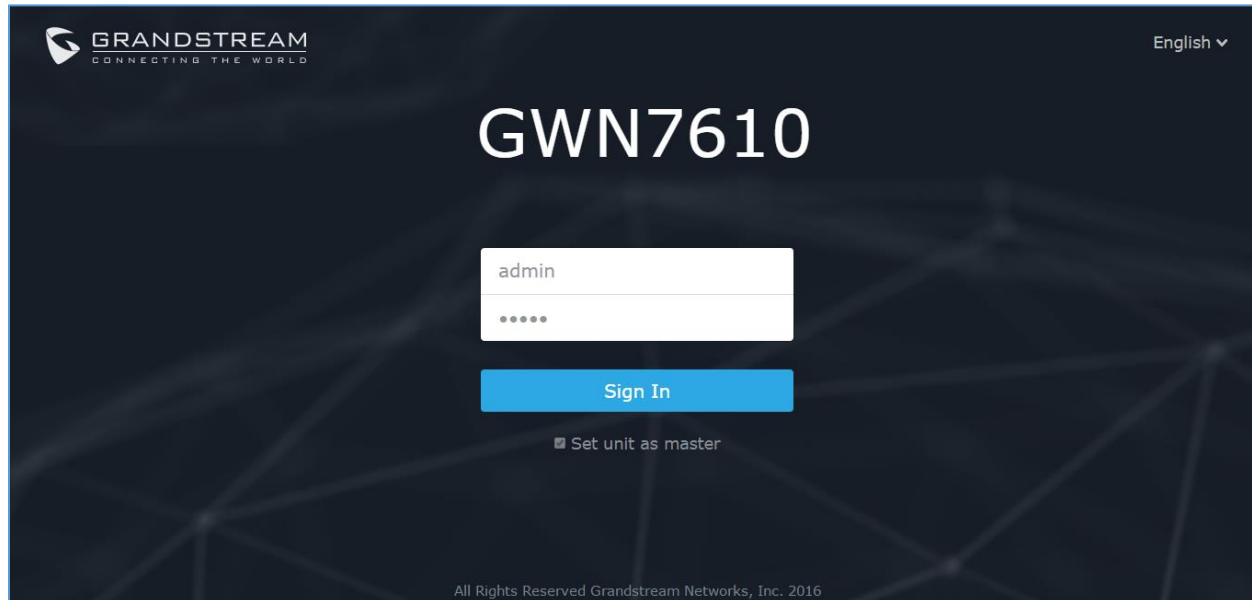 GRANDSTREAM
CONNECTING THE WORLD
English
GWN7610
admin
•••••
Sign In
Set unit as master
All Rights Reserved Grandstream Networks, Inc. 2016